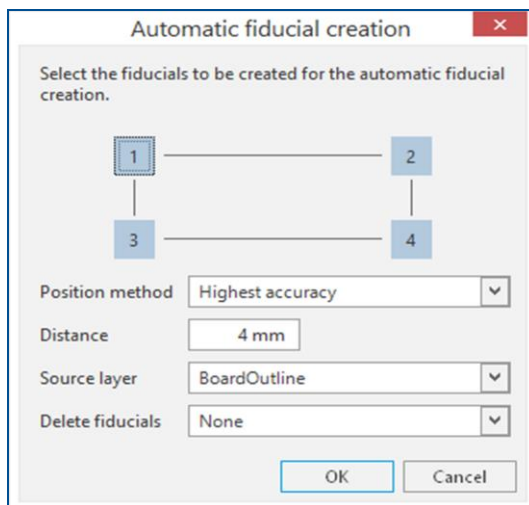 Automatic fiducial creation
Select the fiducials to be created for the automatic fiducial
creation.
1 2
3 4
Position method Highest accuracy
Distance 4 mm
Source layer BoardOutline
Delete fiducials None
OK Cancel